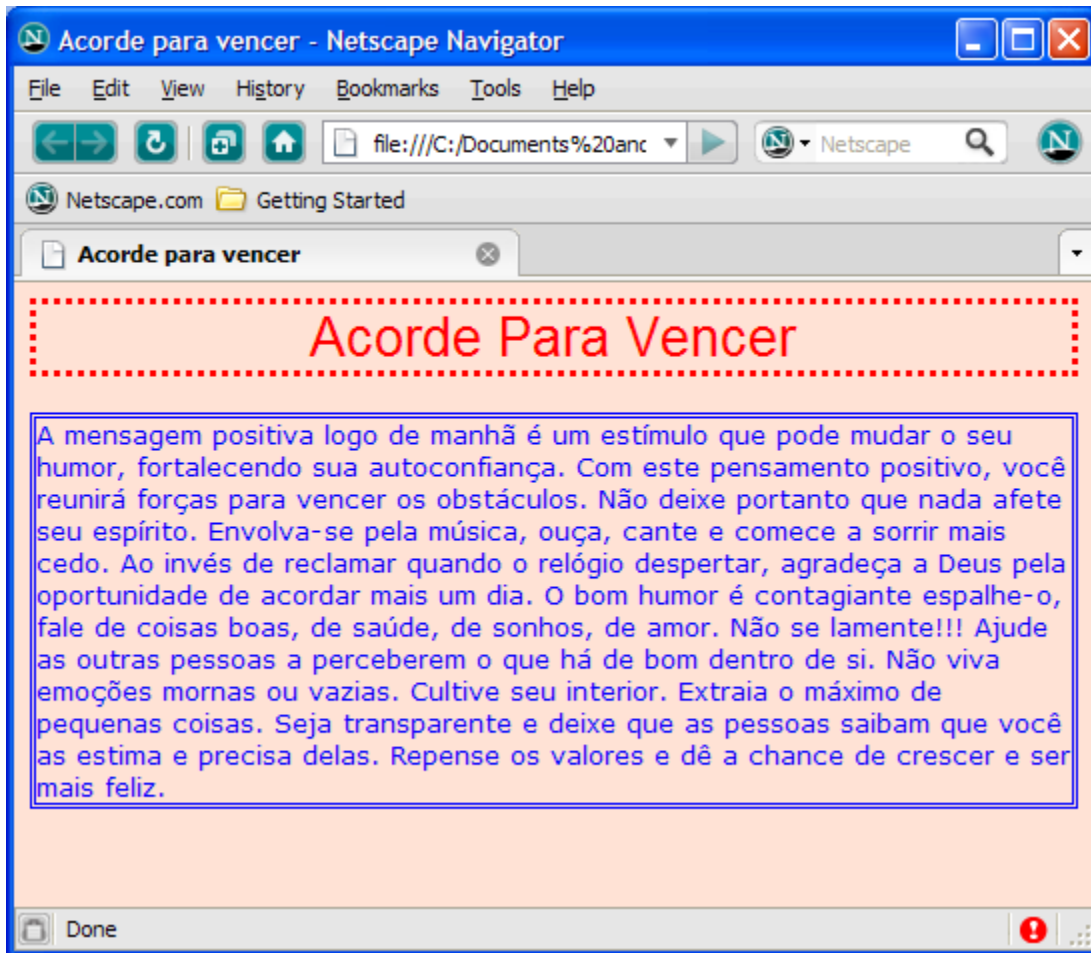 Acorde para vencer - Netscape Navigator
File Edit View History Bookmarks Tools Help
file:///C:/Documents%20and Netscape
Netscape.com Getting Started
Acorde para vencer
Acorde Para Vencer
A mensagem positiva logo de manhã é um estímulo que pode mudar o seu
humor, fortalecendo sua autoconfiança. Com este pensamento positivo, você
reunirá forças para vencer os obstáculos. Não deixe portanto que nada afete
seu espírito. Envolva-se pela música, ouça, cante e comece a sorrir mais
cedo. Ao invés de reclamar quando o relógio despertar, agradeça a Deus pela
oportunidade de acordar mais um dia. O bom humor é contagiante espalhe-o,
fale de coisas boas, de saúde, de sonhos, de amor. Não se lamente!!! Ajude
as outras pessoas a perceberem o que há de bom dentro de si. Não viva
emoções mornas ou vazias. Cultive seu interior. Extraia o máximo de
pequenas coisas. Seja transparente e deixe que as pessoas saibam que você
as estima e precisa delas. Repense os valores e dê a chance de crescer e ser
mais feliz.
Done